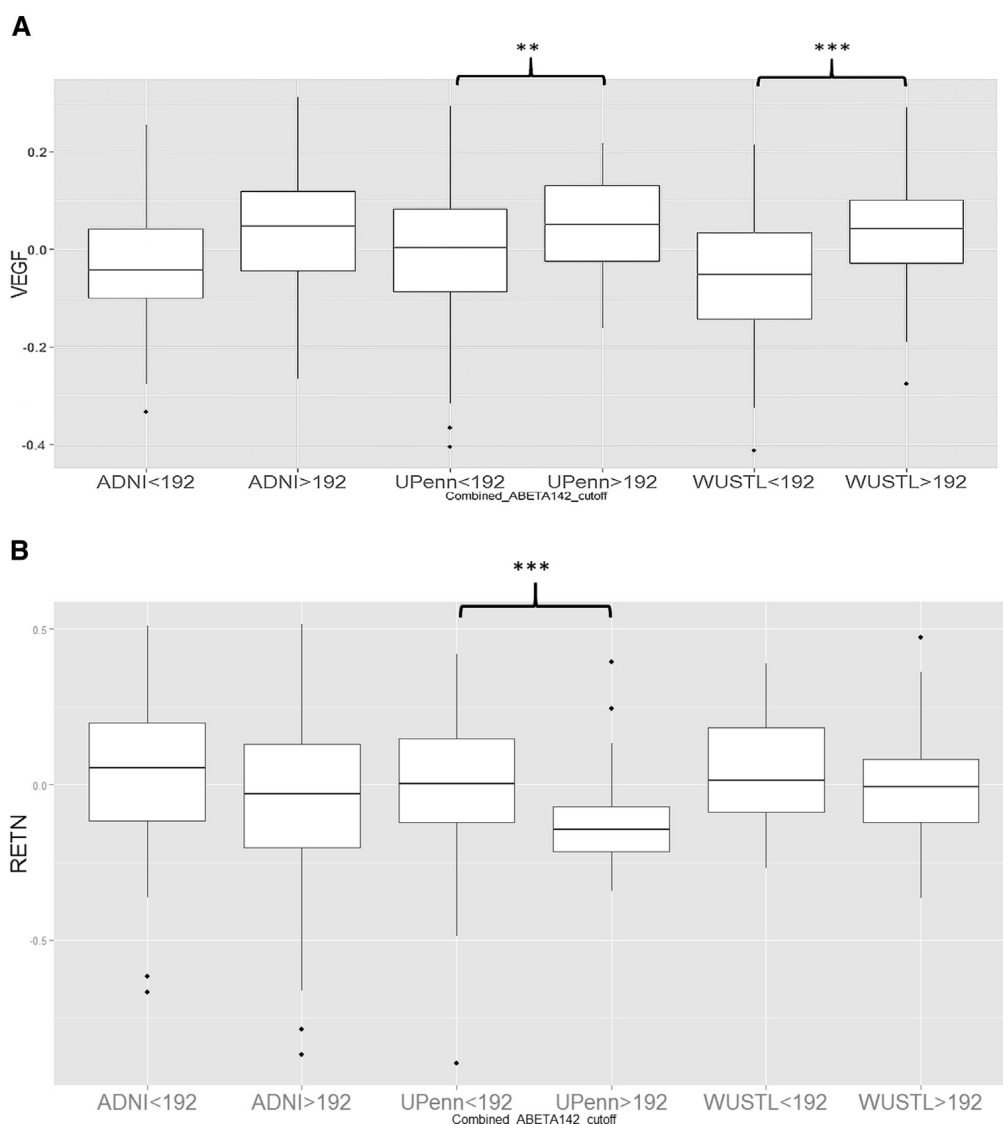 A
** ***
0.2
0.0
-0.2
-0.4
VEGF
ADNI<192 ADNI>192 UPenn<192 UPenn>192 WUSTL<192 WUSTL>192
Combined_ABETA142_cutoff
B
***
0.5
0.0
-0.5
RETN
ADNI<192 ADNI>192 UPenn<192 UPenn>192 WUSTL<192 WUSTL>192
Combined_ABETA142_cutoff